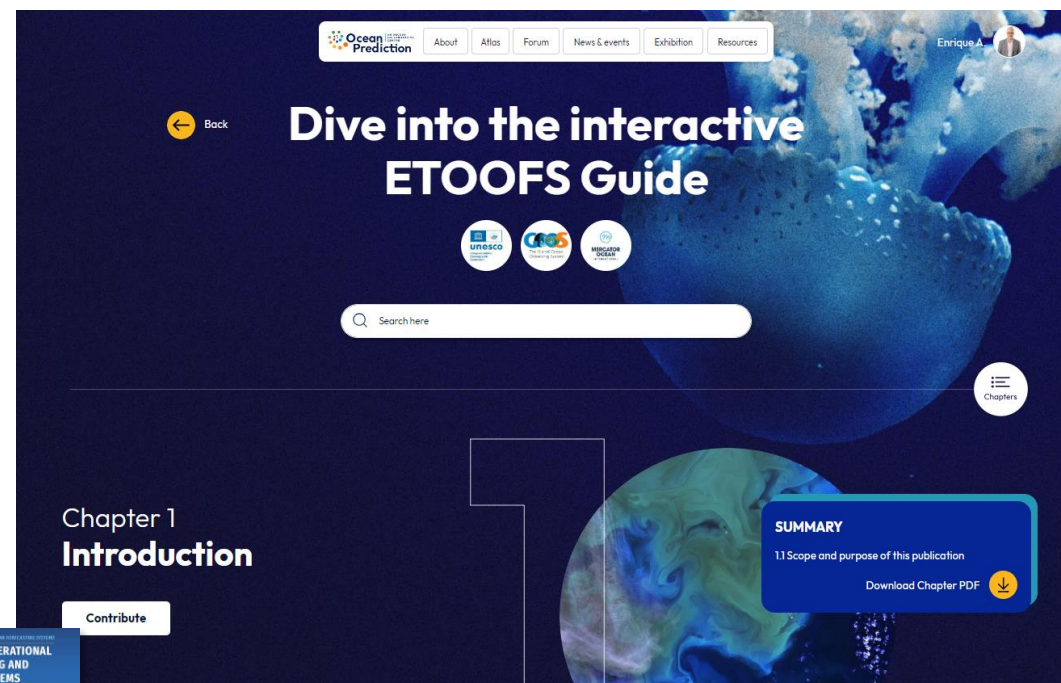 Ocean
Prediction
About
Atlas
Forum
News & events
Exhibition
Resources
Enrique A
Back
Dive into the interactive
ETOOFS Guide
unesco
GOOS
MERCATOR
OCEAN
Search here
Chapters
Chapter 1
Introduction
Contribute
SUMMARY
1.1 Scope and purpose of this publication
Download Chapter PDF
ERATIONAL
G AND
EMS